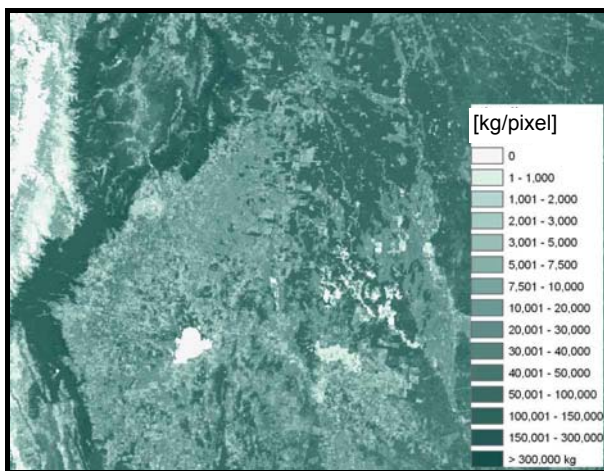 [kg/pixel]
0
1 - 1,000
1,001 - 2,000
2,001 - 3,000
3,001 - 5,000
5,001 - 7,500
7,501 - 10,000
10,001 - 20,000
20,001 - 30,000
30,001 - 40,000
40,001 - 50,000
50,001 - 100,000
100,001 - 150,000
150,001 - 300,000
> 300,000 kg